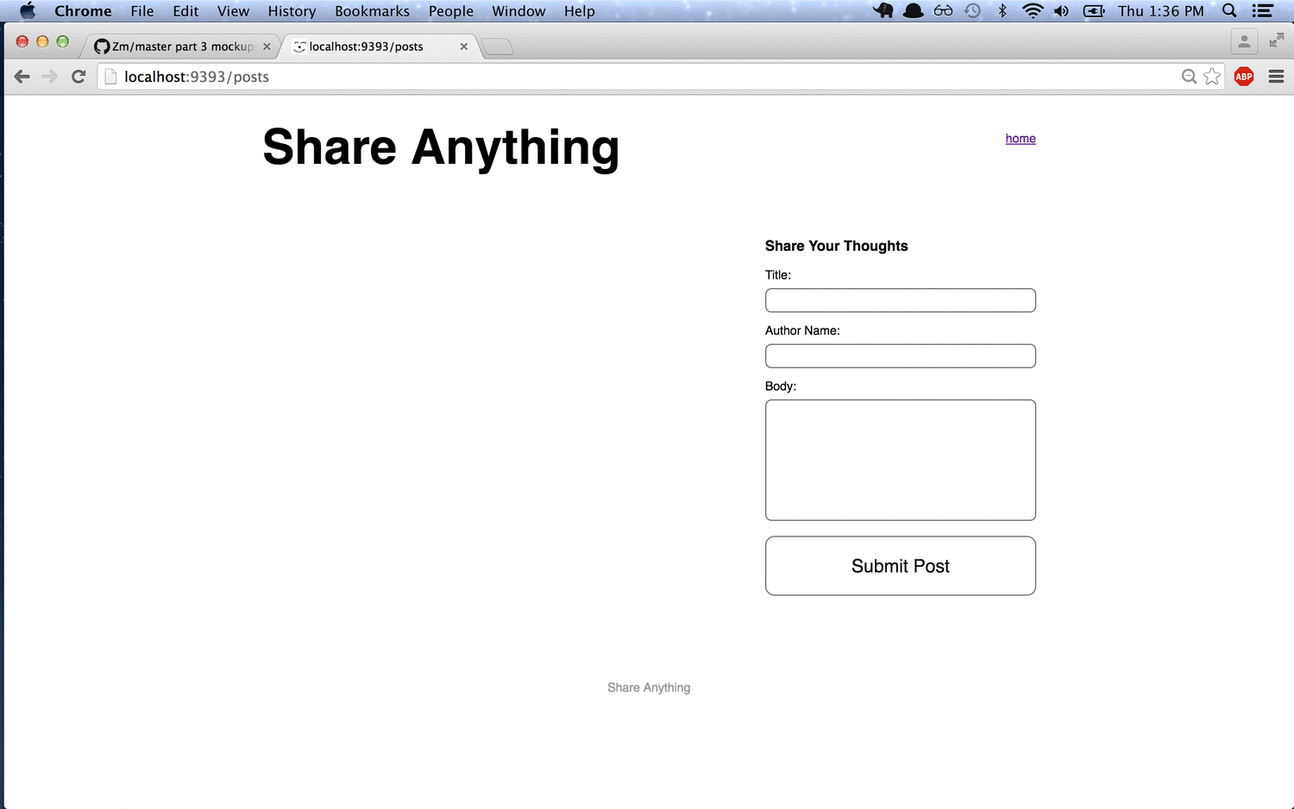 Chrome File Edit View History Bookmarks People Window Help Thu 1:36 PM
Zm/master part 3 mockup localhost:9393/posts
localhost:9393/posts ABP
Share Anything
home
Share Your Thoughts
Title:
Author Name:
Body:
Submit Post
Share Anything